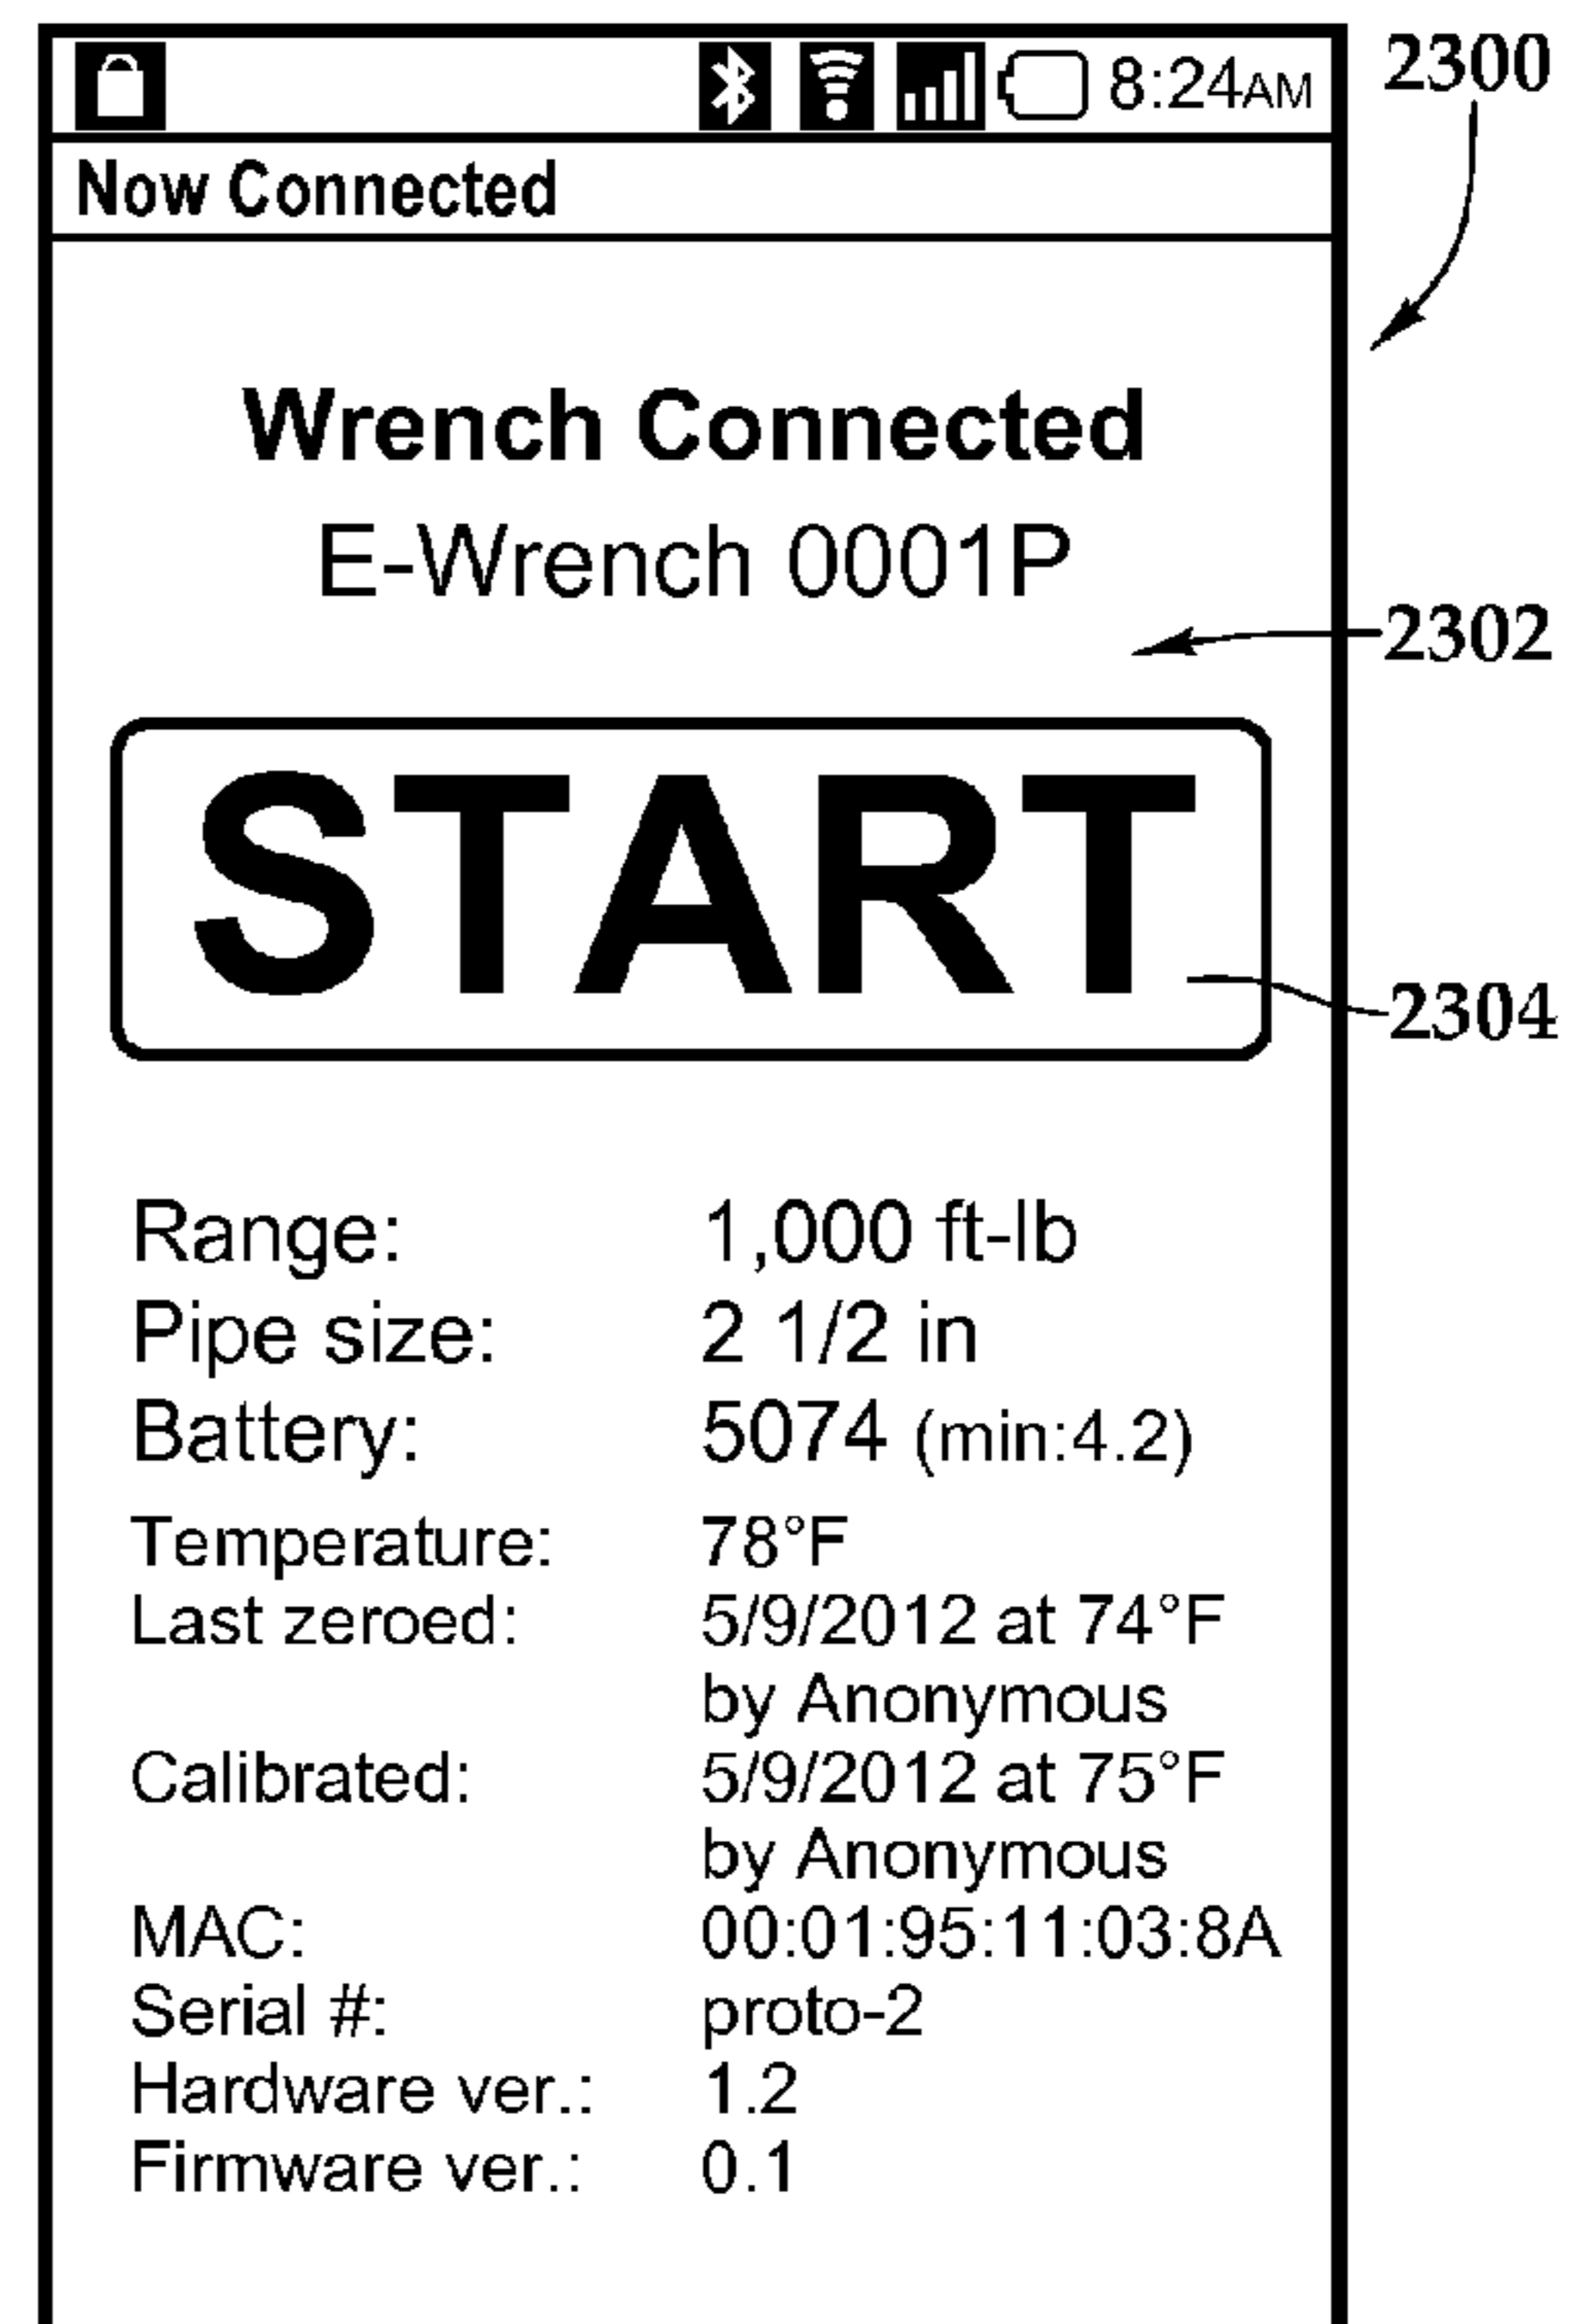 8:24AM
2300
Now Connected
Wrench Connected
E-Wrench 0001P
2302
START
2304
Range: 1,000 ft-lb
Pipe size: 2 1/2 in
Battery: 5074 (min:4.2)
Temperature: 78°F
Last zeroed: 5/9/2012 at 74°F
by Anonymous
Calibrated: 5/9/2012 at 75°F
by Anonymous
MAC: 00:01:95:11:03:8A
Serial #: proto-2
Hardware ver.: 1.2
Firmware ver.: 0.1